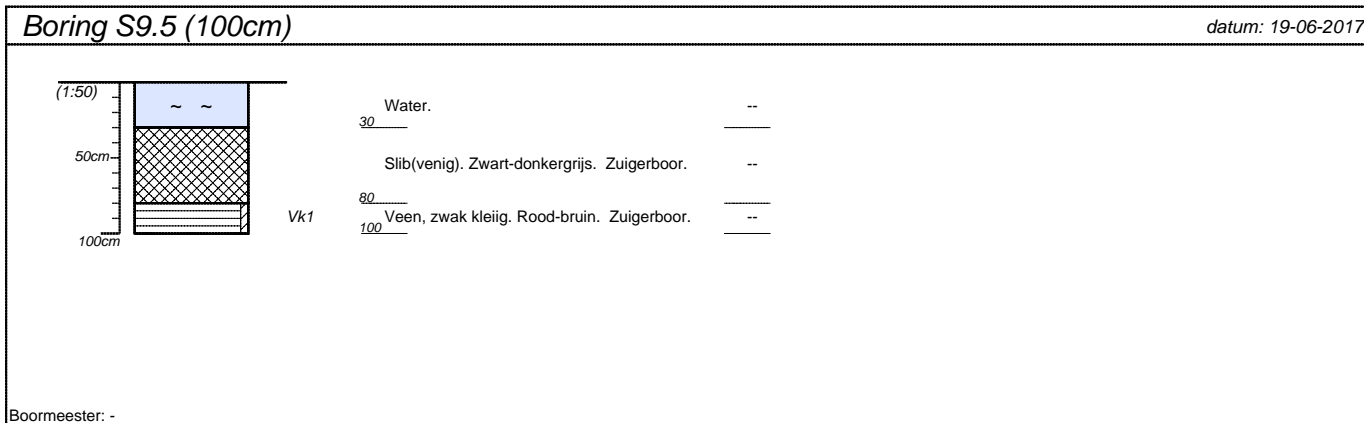 Boring S9.5 (100cm) datum: 19-06-2017
(1:50)
~ ~ Water. --
30
50cm Slib(venig). Zwart-donkergrijs. Zuigerboor. --
80
Vk1 Veen, zwak kleiig. Rood-bruin. Zuigerboor. --
100
100cm
Boormeester: -